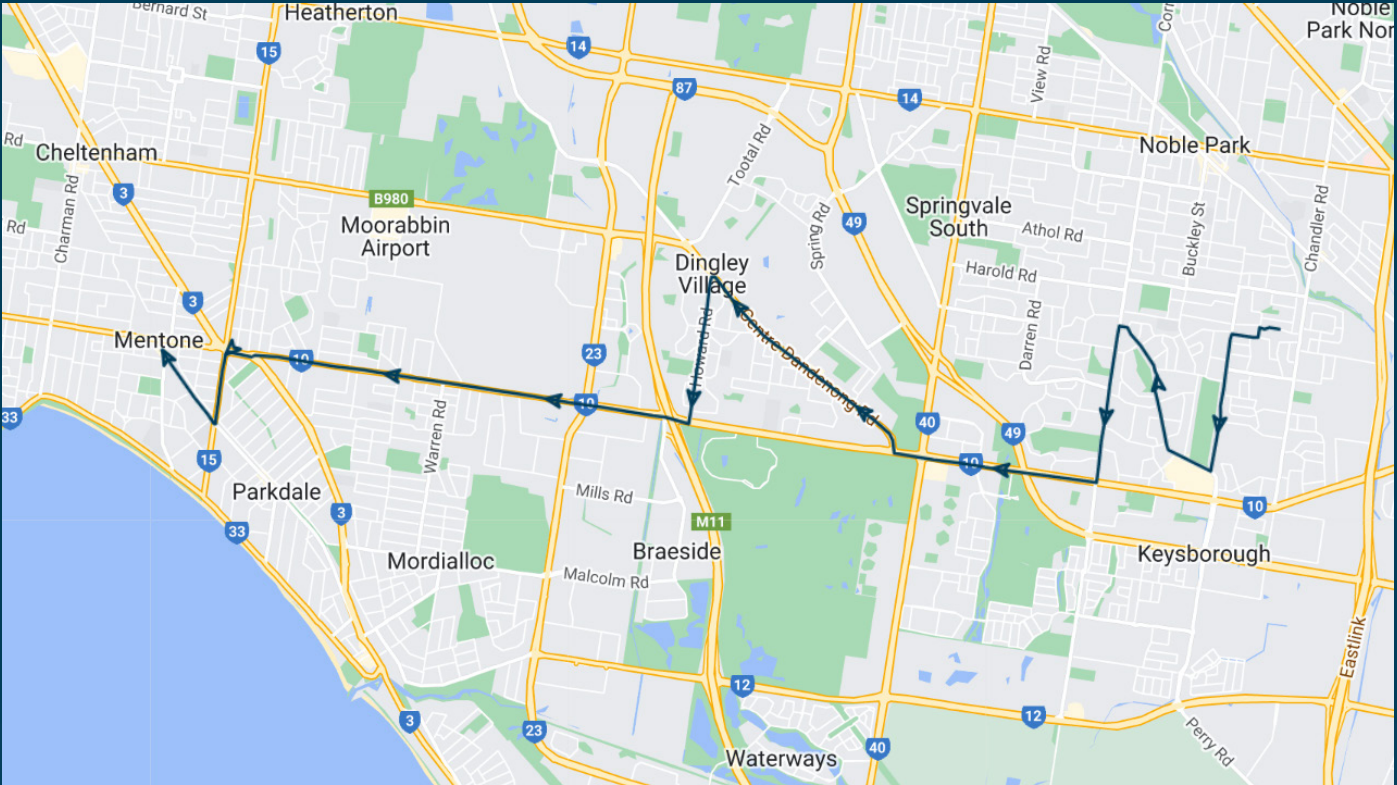 Bernard St
Heatherton
Noble
Park Nor
15
14
87
14
View Rd
Corn
Rd
Cheltenham
Noble Park
Tootal Rd
3
B980
Charman Rd
Moorabbin
Airport
Springvale
South
Rd
49
Spring Rd
Athol Rd
Buckley St
Chandler Rd
Dingley
Village
Harold Rd
3
Mentone
Howard Rd
Centre Dandenong Rd
Darren Rd
10
23
33
10
40
49
Warren Rd
15
10
Parkdale
Mills Rd
10
3
33
M11
Mordialloc
Braeside
Keysborough
Malcolm Rd
Eastlink
12
12
3
23
40
Perry Rd
Waterways